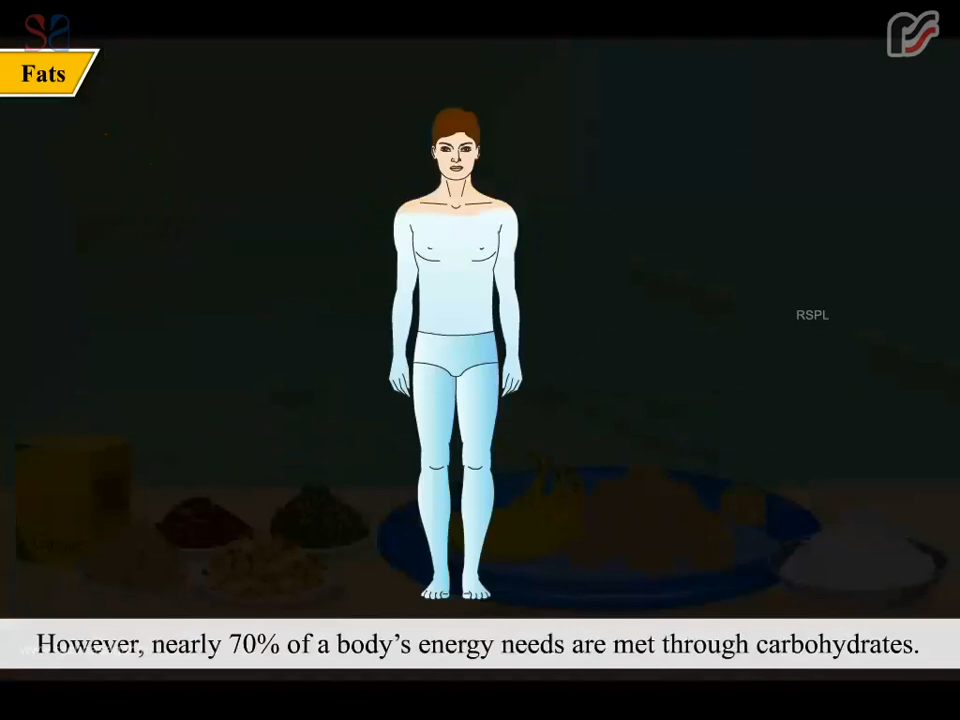 Fats
RSPL
However, nearly 70% of a body’s energy needs are met through carbohydrates.